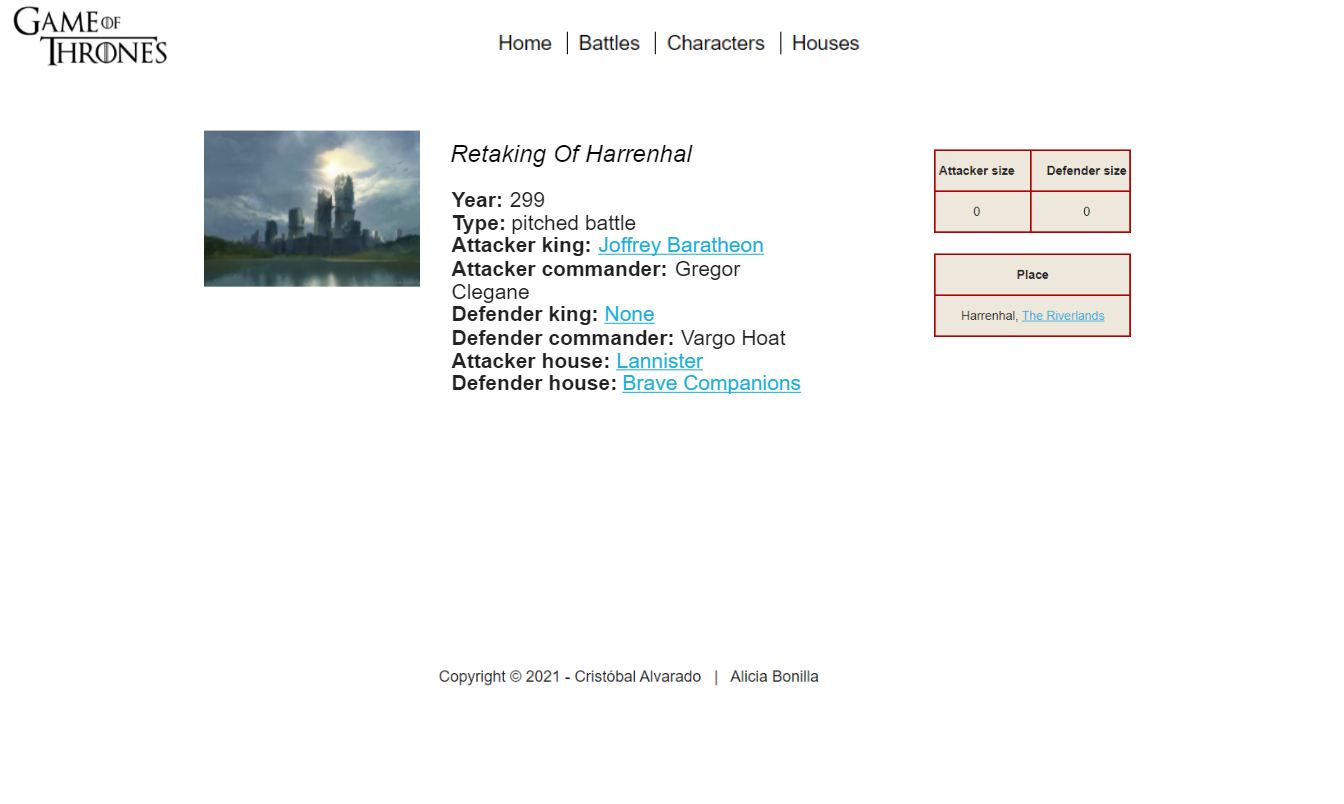 GAME OF
THRONES
Home
Battles
Characters
Houses
Retaking Of Harrenhal
Year: 299
Type: pitched battle
Attacker king: Joffrey Baratheon
Attacker commander: Gregor
Clegane
Defender king: None
Defender commander: Vargo Hoat
Attacker house: Lannister
Defender house: Brave Companions
Attacker size
Defender size
0
0
Place
Harrenhal, The Riverlands
Copyright © 2021 - Cristóbal Alvarado | Alicia Bonilla